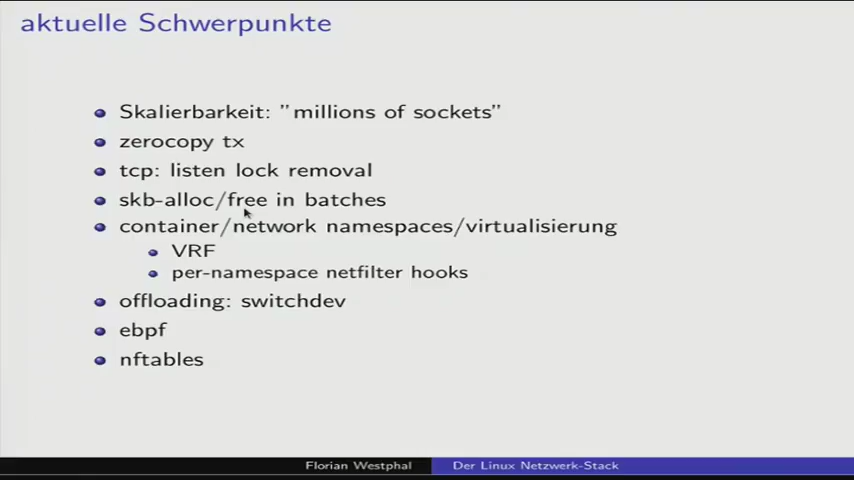 aktuelle Schwerpunkte
Skalierbarkeit: "millions of sockets"
zerocopy tx
tcp: listen lock removal
skb-alloc/free in batches
container/network namespaces/virtualisierung
VRF
per-namespace netfilter hooks
offloading: switchdev
ebpf
nftables
Florian Westphal Der Linux Netzwerk-Stack